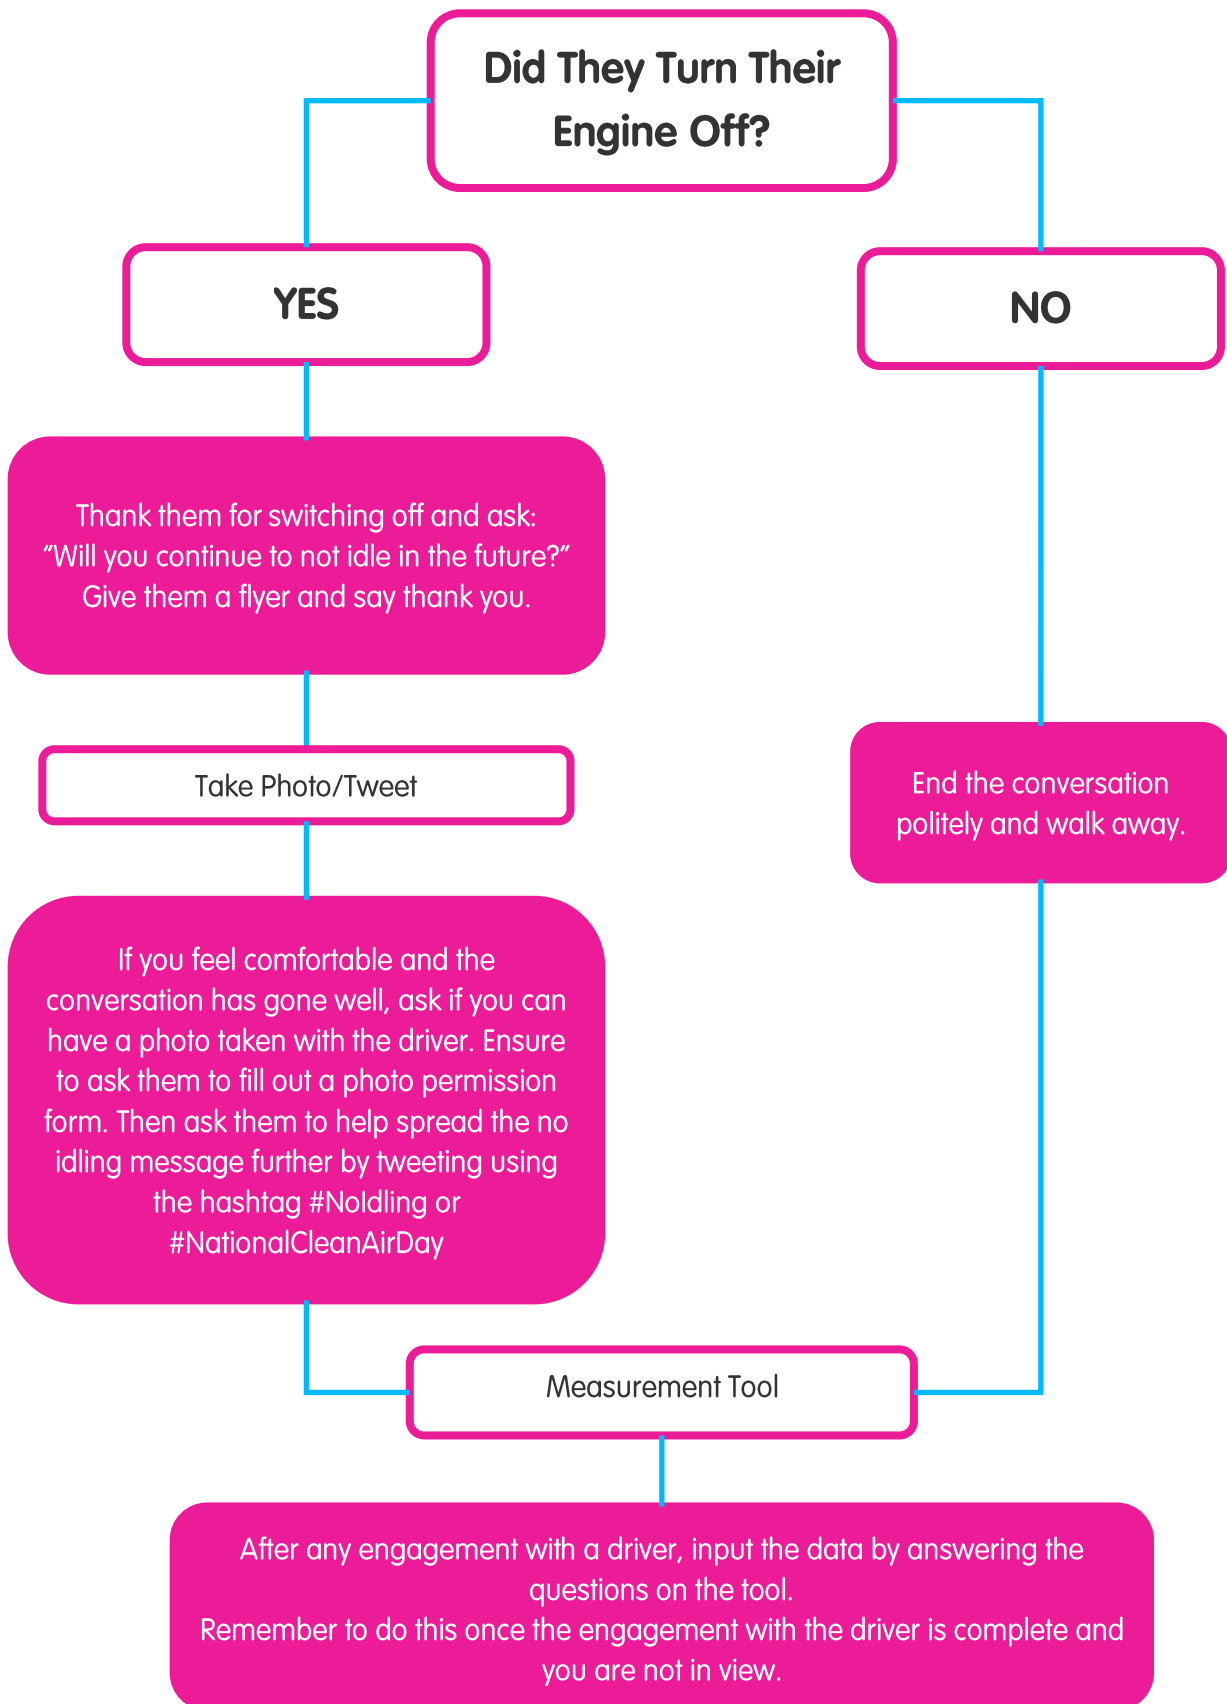 Did They Turn Their
Engine Off?
YES
NO
Thank them for switching off and ask:
“Will you continue to not idle in the future?”
Give them a flyer and say thank you.
Take Photo/Tweet
End the conversation
politely and walk away.
If you feel comfortable and the
conversation has gone well, ask if you can
have a photo taken with the driver. Ensure
to ask them to fill out a photo permission
form. Then ask them to help spread the no
idling message further by tweeting using
the hashtag #NoIdling or
#NationalCleanAirDay
Measurement Tool
After any engagement with a driver, input the data by answering the
questions on the tool.
Remember to do this once the engagement with the driver is complete and
you are not in view.